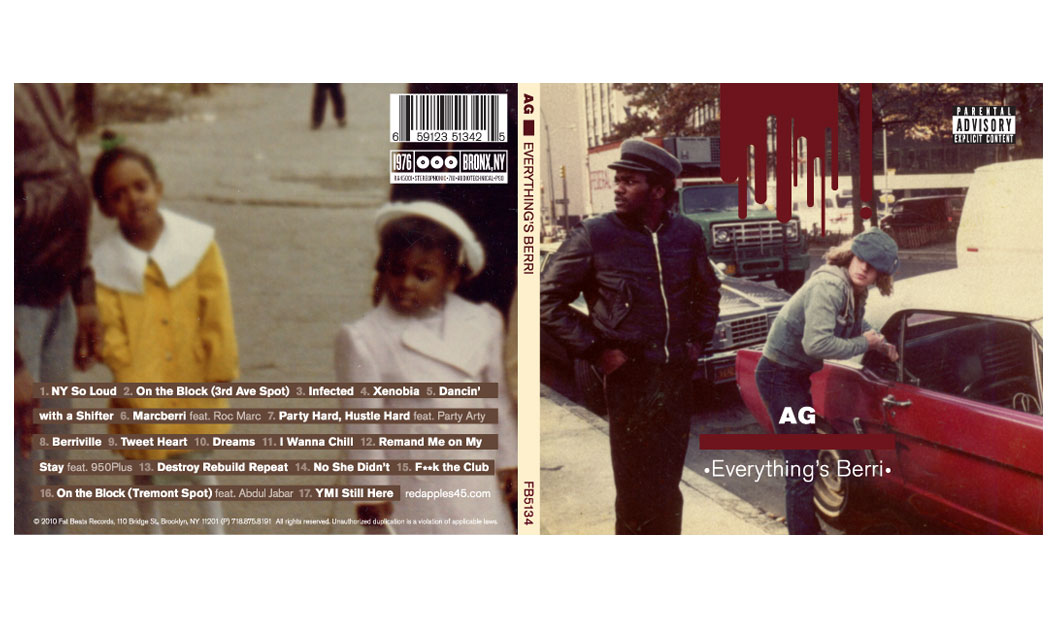 6 59123 51342 5
1976 BRONX, NY
1. NY So Loud 2. On the Block (3rd Ave Spot) 3. Infected 4. Xenobia 5. Dancin'
with a Shifter 6. Marcberri feat. Roc Marc 7. Party Hard, Hustle Hard feat. Party Arty
8. Berriville 9. Tweet Heart 10. Dreams 11. I Wanna Chill 12. Remand Me on My
Stay feat. 950Plus 13. Destroy Rebuild Repeat 14. No She Didn't 15. F**k the Club
16. On the Block (Tremont Spot) feat. Abdul Jabar 17. YMI Still Here redapples45.com
© 2010 Fat Beats Records, 110 Bridge St., Brooklyn, NY 11201 (P) 718.875.8191 All rights reserved. Unauthorized duplication is a violation of applicable laws.
AG ■ EVERYTHING'S BERRI
FB5134
PARENTAL
ADVISORY
EXPLICIT CONTENT
AG
•Everything's Berri•